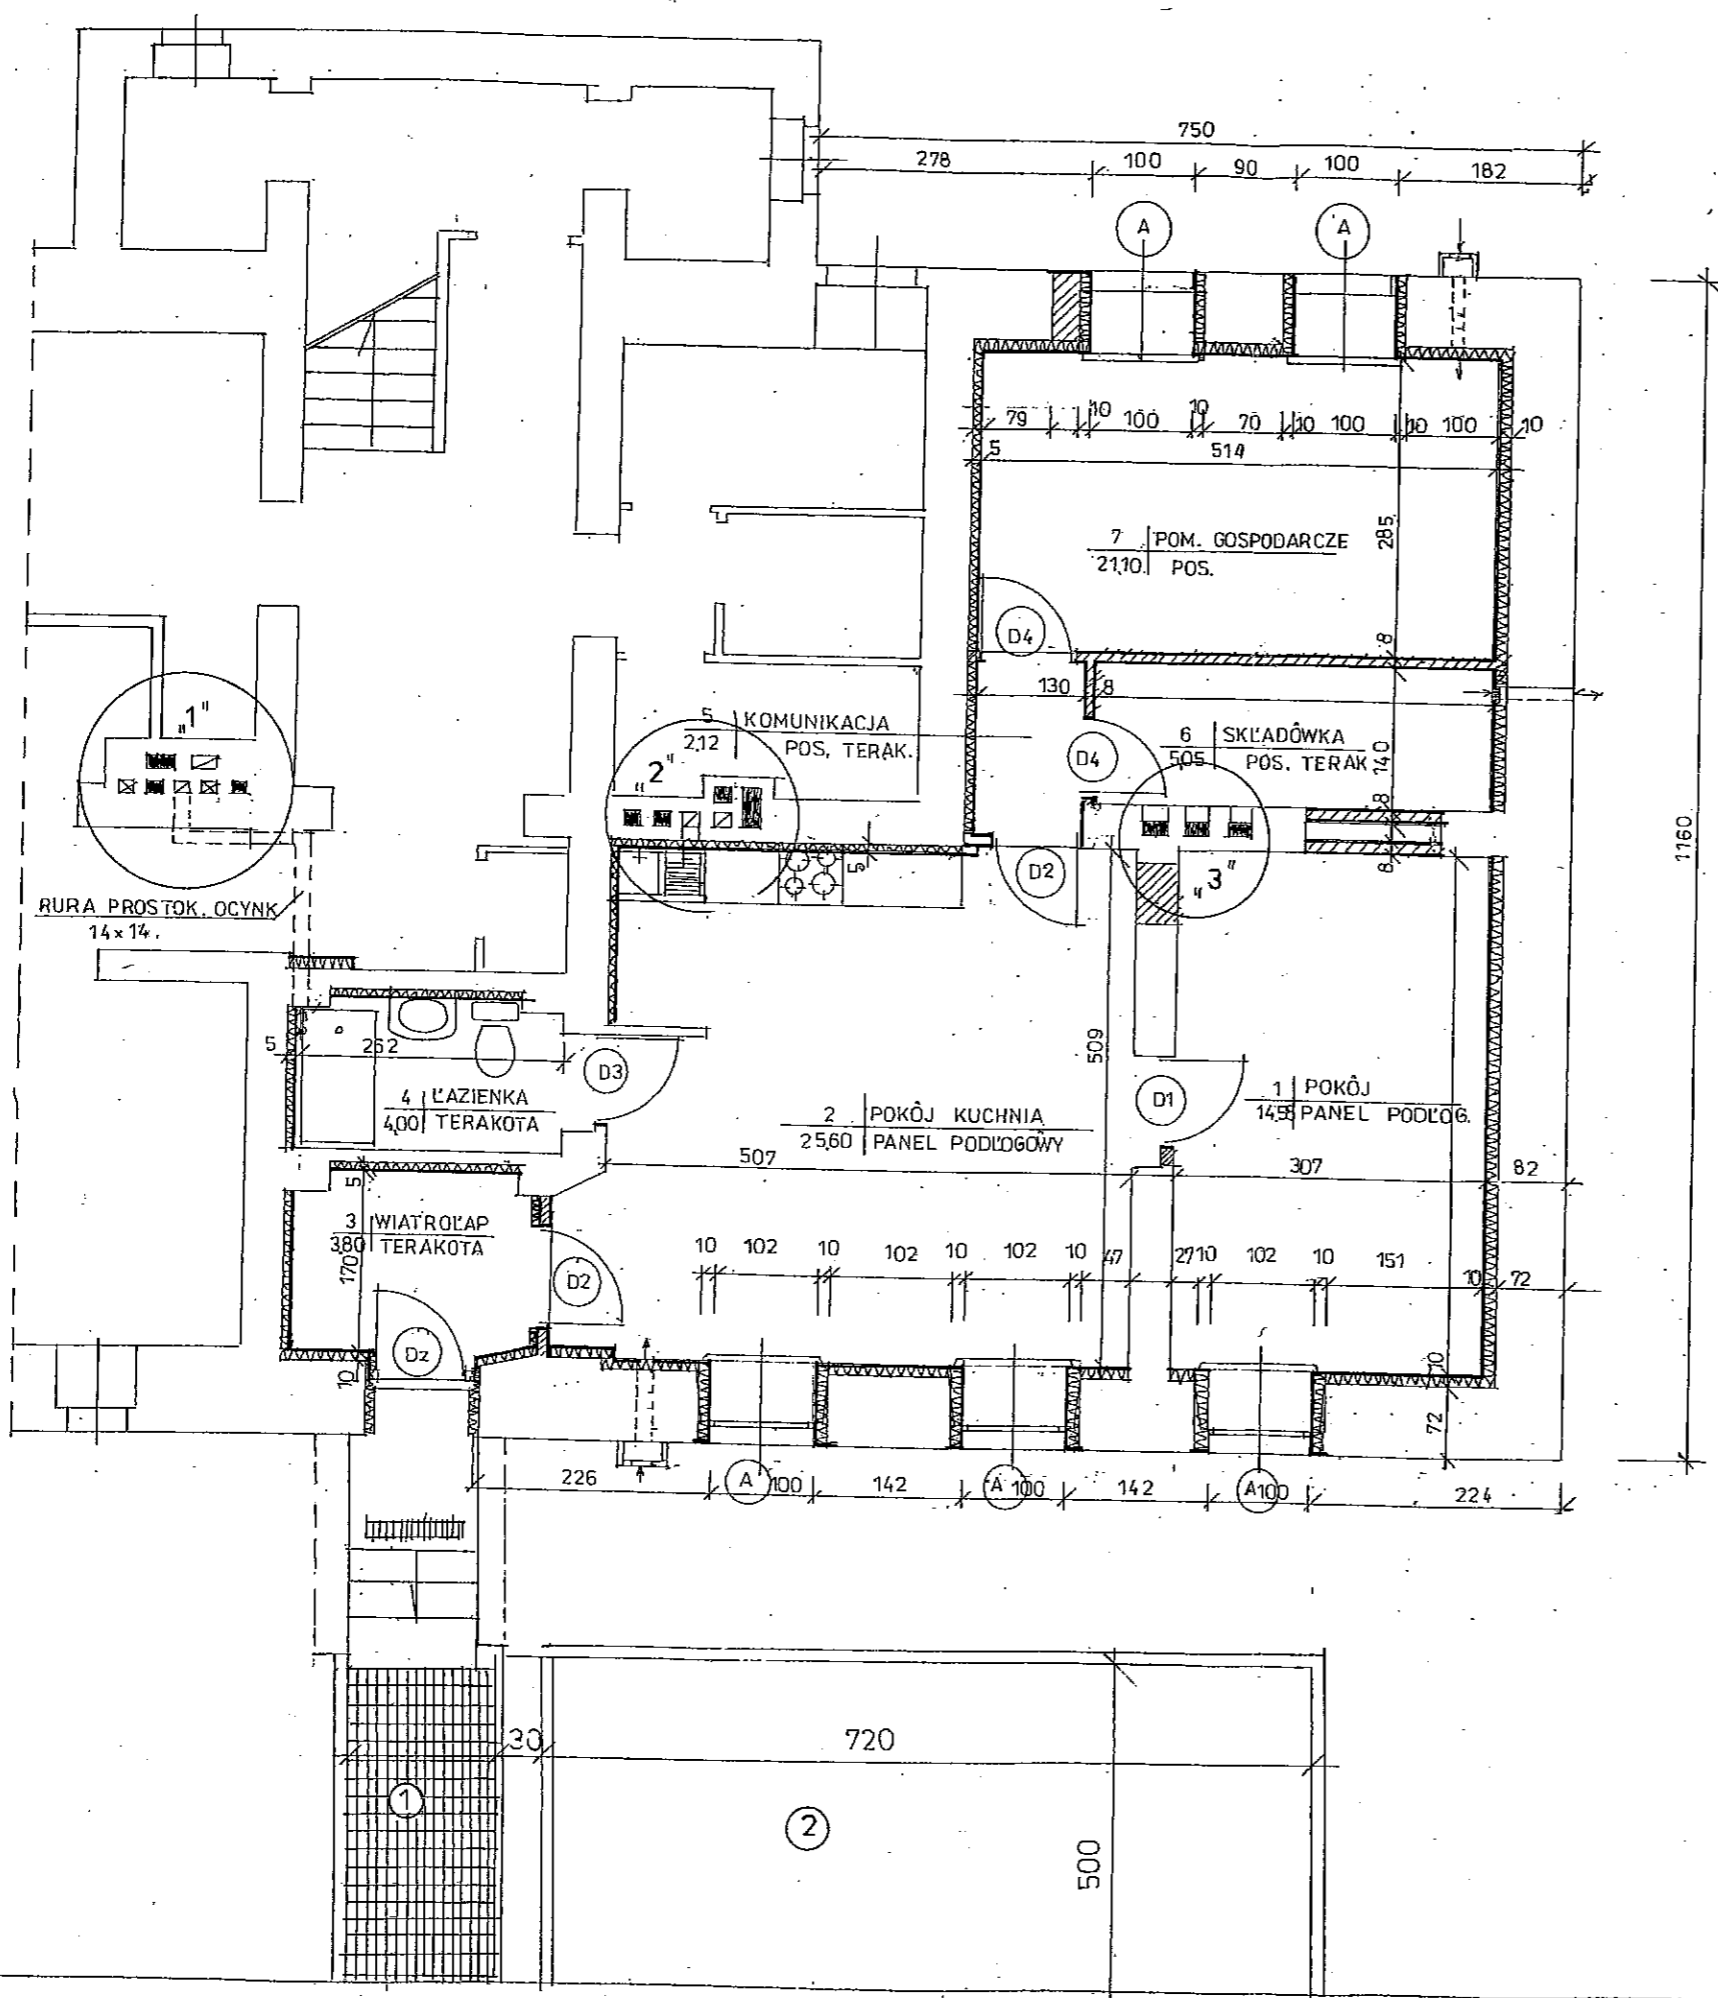 750
278 100 90 100 182
A A
79 10 100 10 70 10 100 10 100 10
5 514
285
7 POM. GOSPODARCZE
21,10 POS.
D4
8
130 8
5 KOMUNIKACJA
2,12 POS. TERAK.
D4
6 SKŁADÔWKA
505 POS. TERAK
140
8
8
1160
„1"
„2"
„3"
5
D2
RURA PROSTOK. OCYNK
14x14.
5 262
D3
4 ŁAZIENKA
4,00 TERAKOTA
509
D1
1 POKÔJ
14,58 PANEL PODŁOG.
2 POKÔJ KUCHNIA
25,60 PANEL PODŁOGOWY
507 307 82
5
3 WIATROŁAP
3,80 TERAKOTA
170
D2
10 102 10 102 10 102 10 47 27 10 102 10 151 10 72
Dz
10
10
72
226 A 100 142 A 100 142 A 100 224
30 720
1
2
500